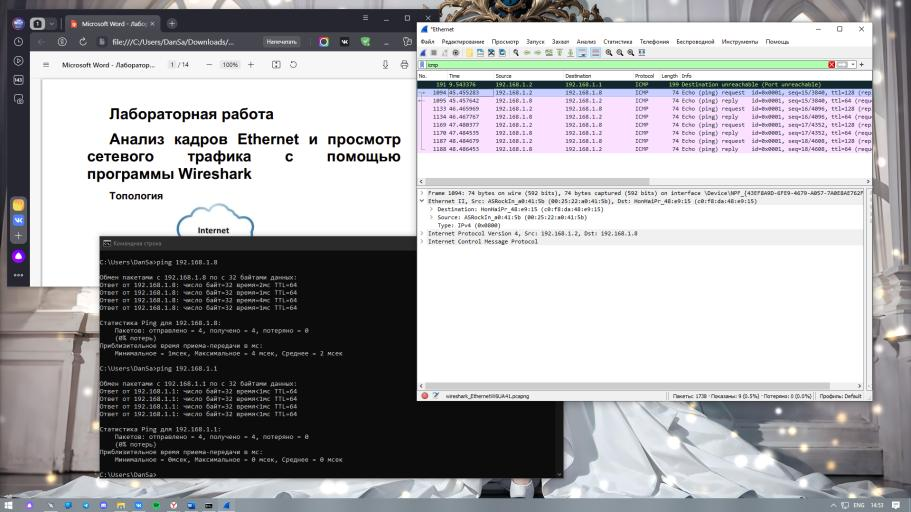 1
Microsoft Word - Лаб
file:///C:/Users/DanSa/Downloads/...
Напечатать
Microsoft Word - Лаборатор...
1 / 14
100%
Лабораторная работа
Анализ кадров Ethernet и просмотр
сетевого трафика с помощью
программы Wireshark
Топология
Internet
Командная строка
C:\Users\DanSa>ping 192.168.1.8
Обмен пакетами с 192.168.1.8 по с 32 байтами данных:
Ответ от 192.168.1.8: число байт=32 время=2мс TTL=64
Ответ от 192.168.1.8: число байт=32 время=1мс TTL=64
Ответ от 192.168.1.8: число байт=32 время=4мс TTL=64
Ответ от 192.168.1.8: число байт=32 время=1мс TTL=64
Статистика Ping для 192.168.1.8:
Пакетов: отправлено = 4, получено = 4, потеряно = 0
(0% потерь)
Приблизительное время приема-передачи в мс:
Минимальное = 1мсек, Максимальное = 4 мсек, Среднее = 2 мсек
C:\Users\DanSa>ping 192.168.1.1
Обмен пакетами с 192.168.1.1 по с 32 байтами данных:
Ответ от 192.168.1.1: число байт=32 время<1мс TTL=64
Ответ от 192.168.1.1: число байт=32 время<1мс TTL=64
Ответ от 192.168.1.1: число байт=32 время<1мс TTL=64
Ответ от 192.168.1.1: число байт=32 время<1мс TTL=64
Статистика Ping для 192.168.1.1:
Пакетов: отправлено = 4, получено = 4, потеряно = 0
(0% потерь)
Приблизительное время приема-передачи в мс:
Минимальное = 0мсек, Максимальное = 0 мсек, Среднее = 0 мсек
C:\Users\DanSa>
*Ethernet
Файл Редактирование Просмотр Запуск Захват Анализ Статистика Телефония Беспроводной Инструменты Помощь
icmp
No. Time Source Destination Protocol Length Info
191 9.543376 192.168.1.2 192.168.1.1 ICMP 199 Destination unreachable (Port unreachable)
1094 45.455283 192.168.1.2 192.168.1.8 ICMP 74 Echo (ping) request id=0x0001, seq=15/3840, ttl=128 (rep
1095 45.457642 192.168.1.8 192.168.1.2 ICMP 74 Echo (ping) reply id=0x0001, seq=15/3840, ttl=64 (requ
1133 46.465969 192.168.1.2 192.168.1.8 ICMP 74 Echo (ping) request id=0x0001, seq=16/4096, ttl=128 (rep
1134 46.467767 192.168.1.8 192.168.1.2 ICMP 74 Echo (ping) reply id=0x0001, seq=16/4096, ttl=64 (requ
1169 47.480377 192.168.1.2 192.168.1.8 ICMP 74 Echo (ping) request id=0x0001, seq=17/4352, ttl=128 (rep
1170 47.484535 192.168.1.8 192.168.1.2 ICMP 74 Echo (ping) reply id=0x0001, seq=17/4352, ttl=64 (requ
1187 48.484679 192.168.1.2 192.168.1.8 ICMP 74 Echo (ping) request id=0x0001, seq=18/4608, ttl=128 (rep
1188 48.486453 192.168.1.8 192.168.1.2 ICMP 74 Echo (ping) reply id=0x0001, seq=18/4608, ttl=64 (requ
Frame 1094: 74 bytes on wire (592 bits), 74 bytes captured (592 bits) on interface \Device\NPF_{43EF8A9D-6FE9-4679-A057-7A0E8AE762F
Ethernet II, Src: ASRockIn_a0:41:5b (00:25:22:a0:41:5b), Dst: HonHaiPr_48:e9:15 (c0:f8:da:48:e9:15)
Destination: HonHaiPr_48:e9:15 (c0:f8:da:48:e9:15)
Source: ASRockIn_a0:41:5b (00:25:22:a0:41:5b)
Type: IPv4 (0x0800)
Internet Protocol Version 4, Src: 192.168.1.2, Dst: 192.168.1.8
Internet Control Message Protocol
wireshark_EthernetW6UA41.pcapng
Пакеты: 1738 · Показаны: 9 (0.5%) · Потеряно: 0 (0.0%)
Профиль: Default
ENG
14:53